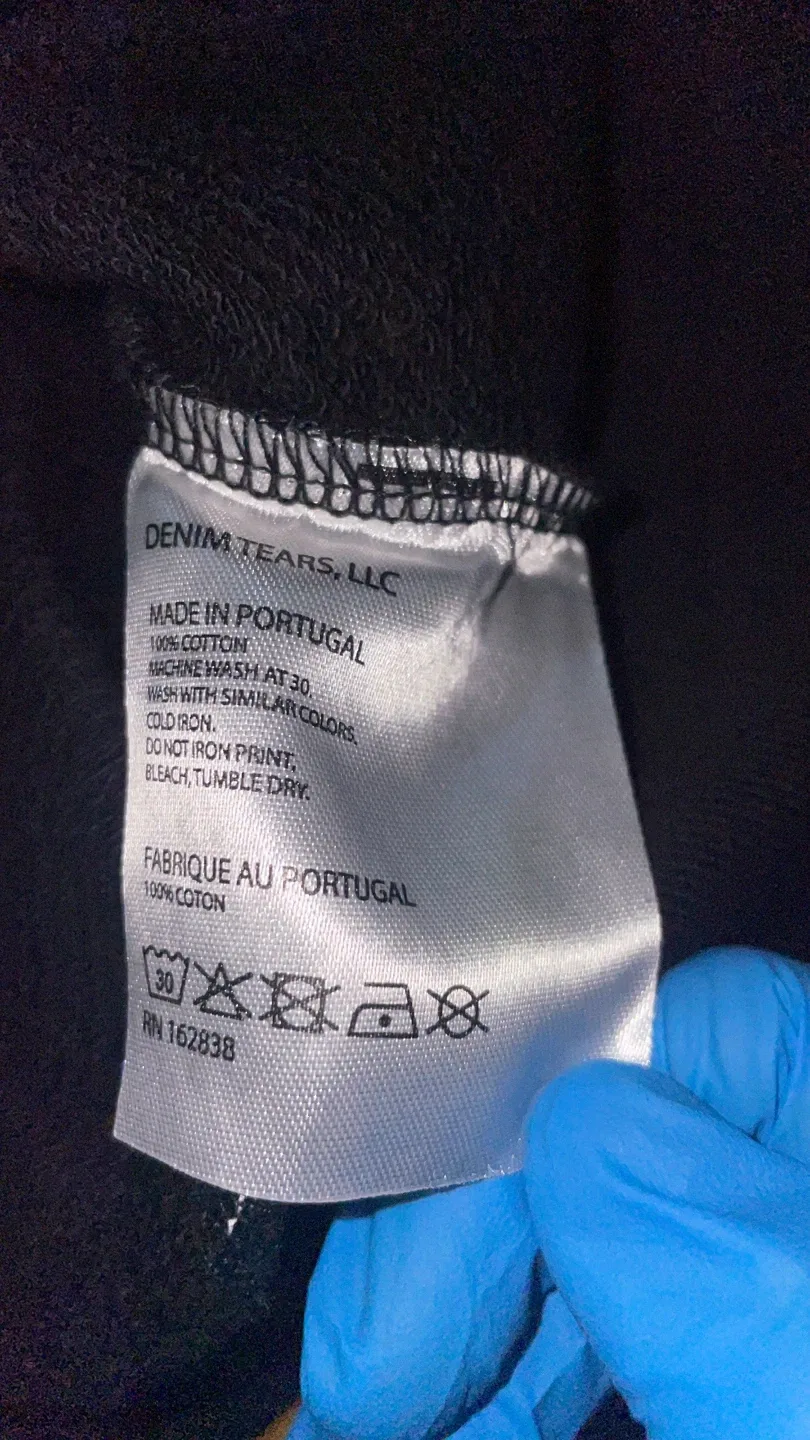 DENIM TEARS, LLC
MADE IN PORTUGAL
100% COTTON
MACHINE WASH AT 30.
WASH WITH SIMILAR COLORS.
COLD IRON.
DO NOT IRON PRINT,
BLEACH, TUMBLE DRY.
FABRIQUE AU PORTUGAL
100% COTON
30
RN 162838